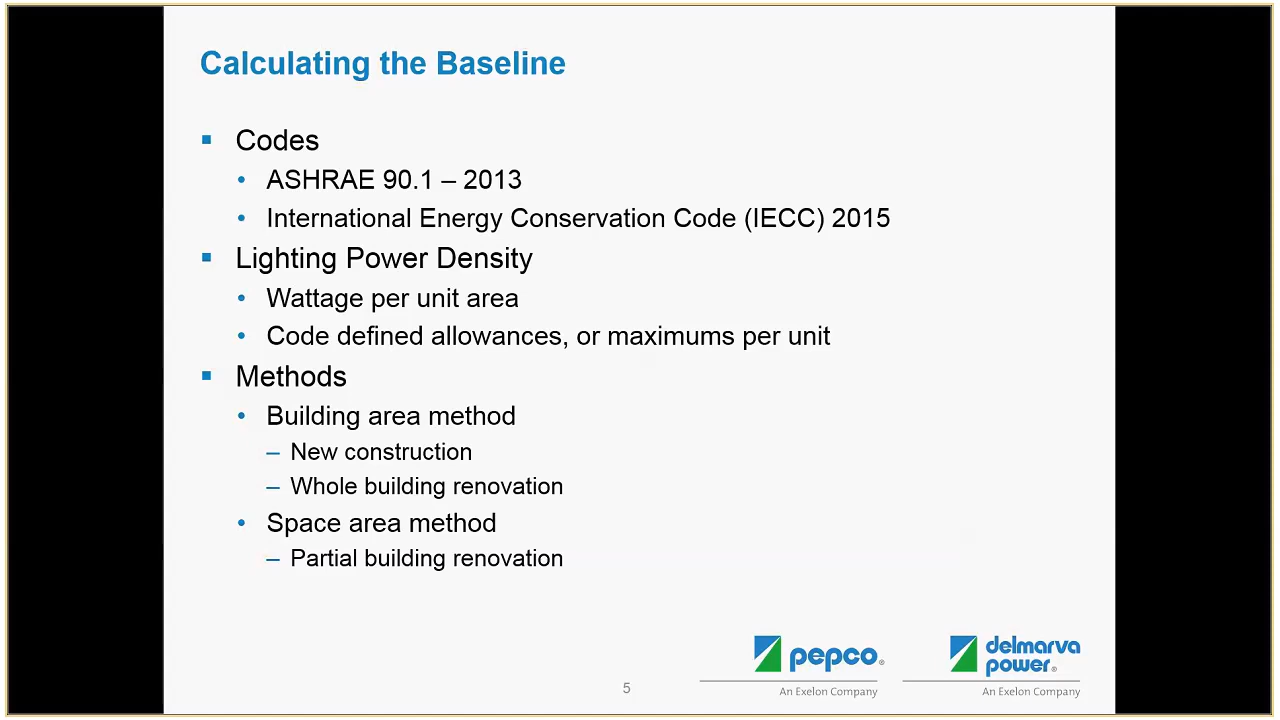 Calculating the Baseline
▪ Codes
• ASHRAE 90.1 – 2013
• International Energy Conservation Code (IECC) 2015
▪ Lighting Power Density
• Wattage per unit area
• Code defined allowances, or maximums per unit
▪ Methods
• Building area method
– New construction
– Whole building renovation
• Space area method
– Partial building renovation
pepco®
An Exelon Company
delmarva
power®
An Exelon Company
5